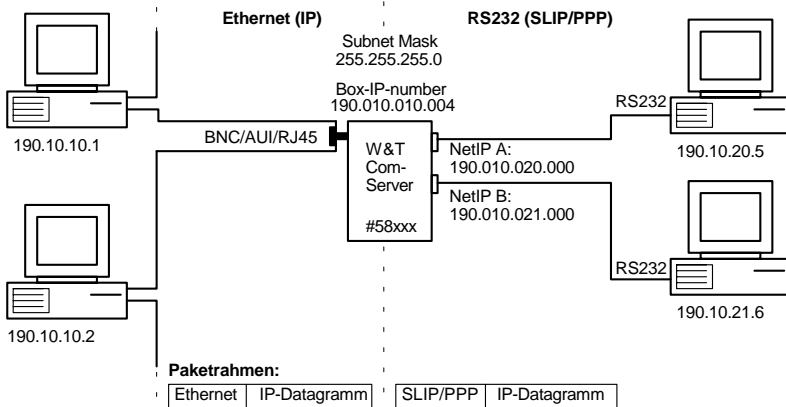 Ethernet (IP)
RS232 (SLIP/PPP)
Subnet Mask
255.255.255.0
Box-IP-number
190.010.010.004
190.10.10.1
BNC/AUI/RJ45
W&T
Com-
Server
#58xxx
NetIP A:
190.010.020.000
NetIP B:
190.010.021.000
RS232
190.10.20.5
RS232
190.10.21.6
190.10.10.2
Paketrahmen:
Ethernet IP-Datagramm SLIP/PPP IP-Datagramm